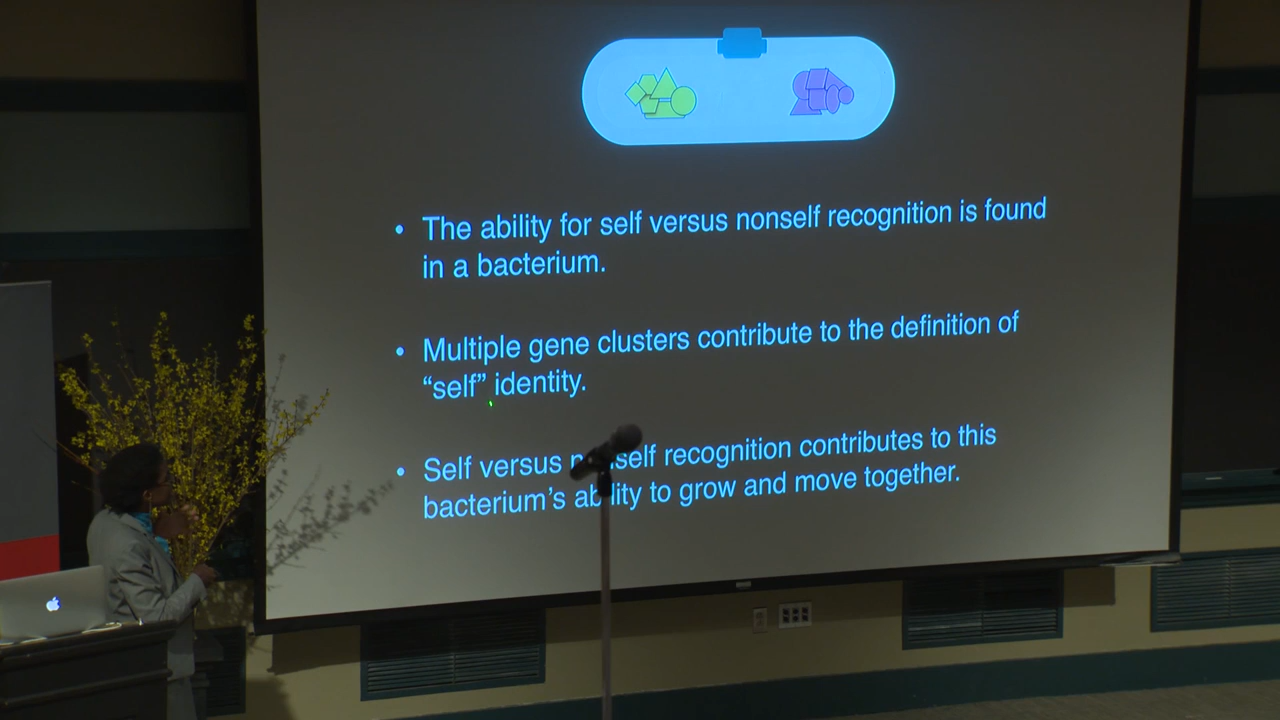 • The ability for self versus nonself recognition is found
in a bacterium.
• Multiple gene clusters contribute to the definition of
“self” identity.
• Self versus nonself recognition contributes to this
bacterium’s ability to grow and move together.